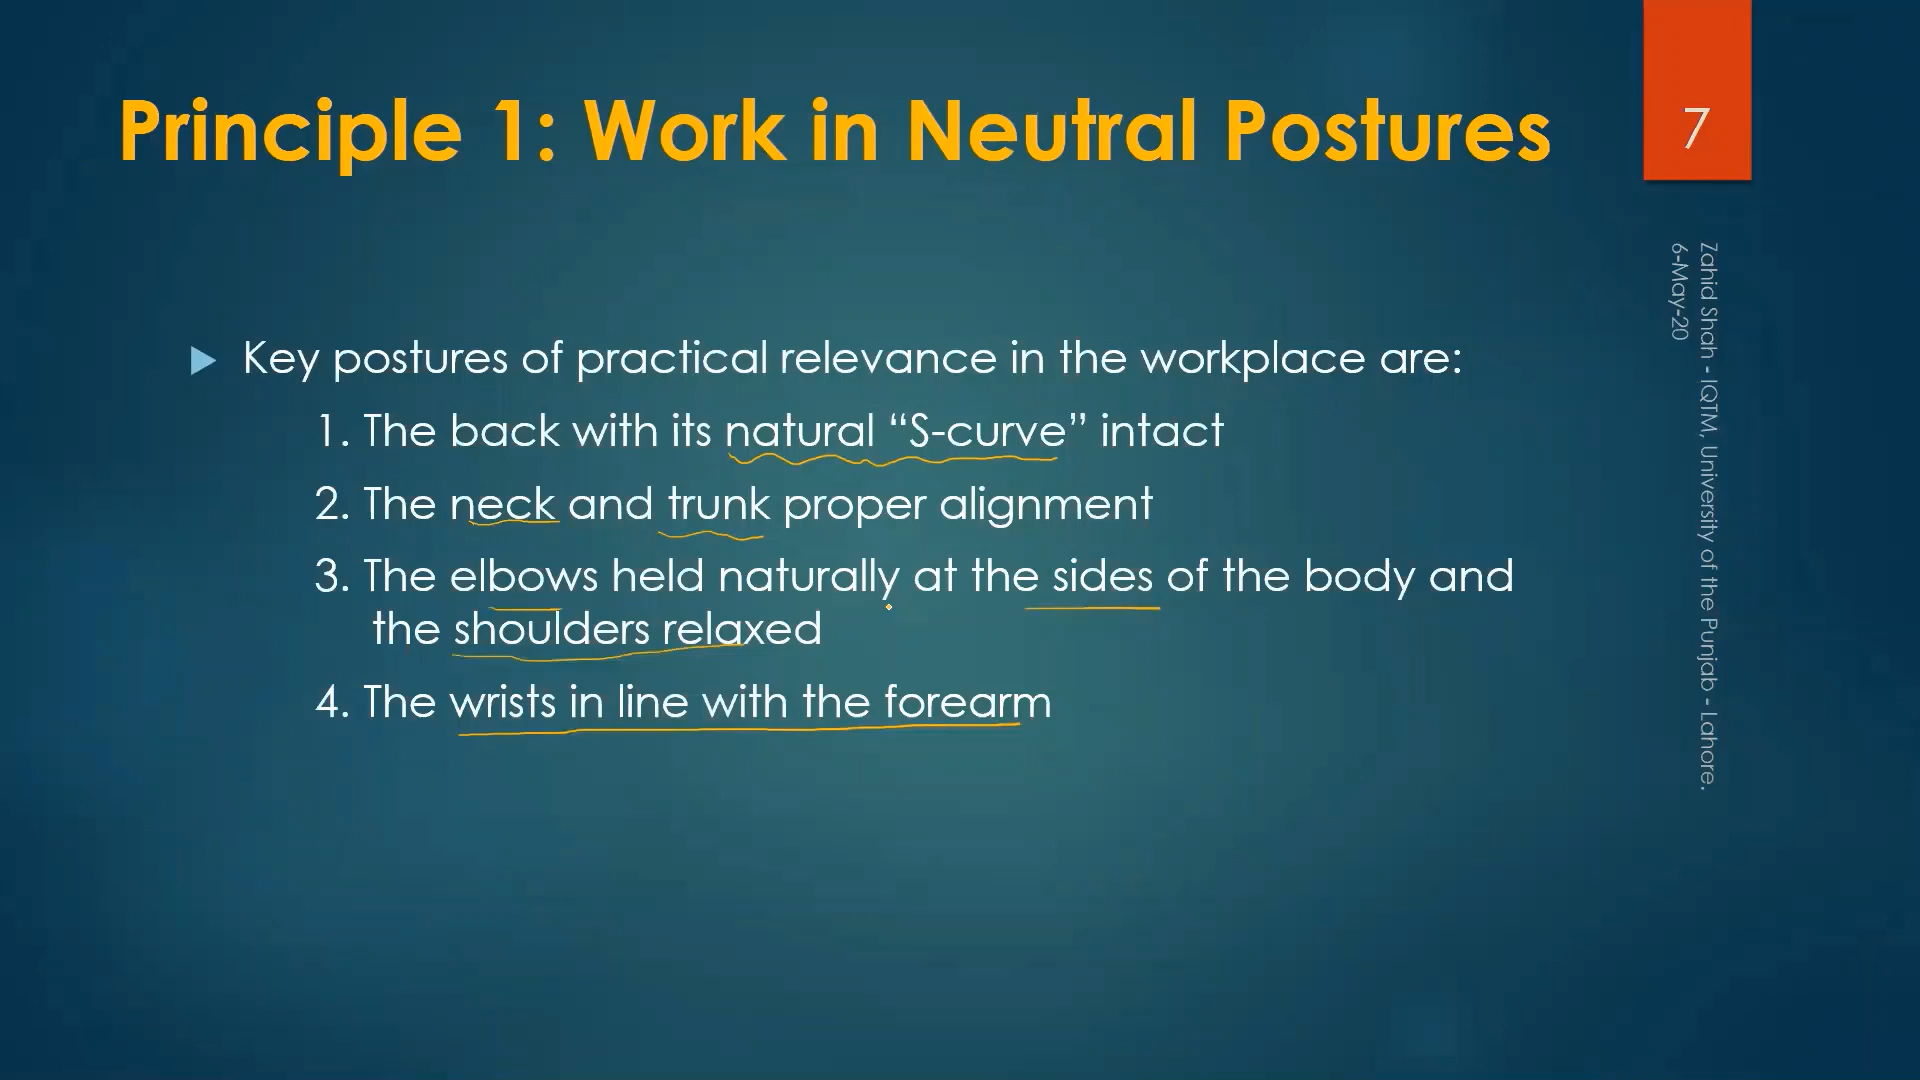 Principle 1: Work in Neutral Postures
7
Key postures of practical relevance in the workplace are:
1. The back with its natural “S-curve” intact
2. The neck and trunk proper alignment
3. The elbows held naturally at the sides of the body and
the shoulders relaxed
4. The wrists in line with the forearm
Zahid Shah - IQTM, University of the Punjab - Lahore.
6-May-20